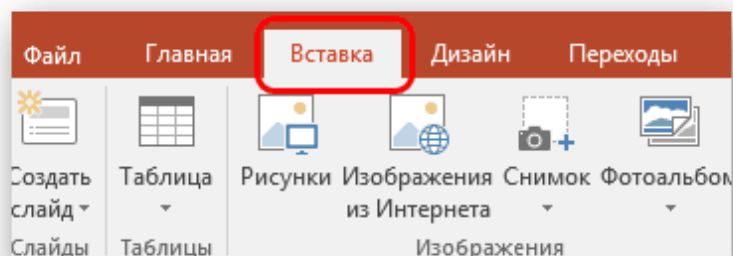 Файл Главная Вставка Дизайн Переходы
Создать Таблица Рисунки Изображения Снимок Фотоальбом
слайд из Интернета
Слайды Таблицы Изображения